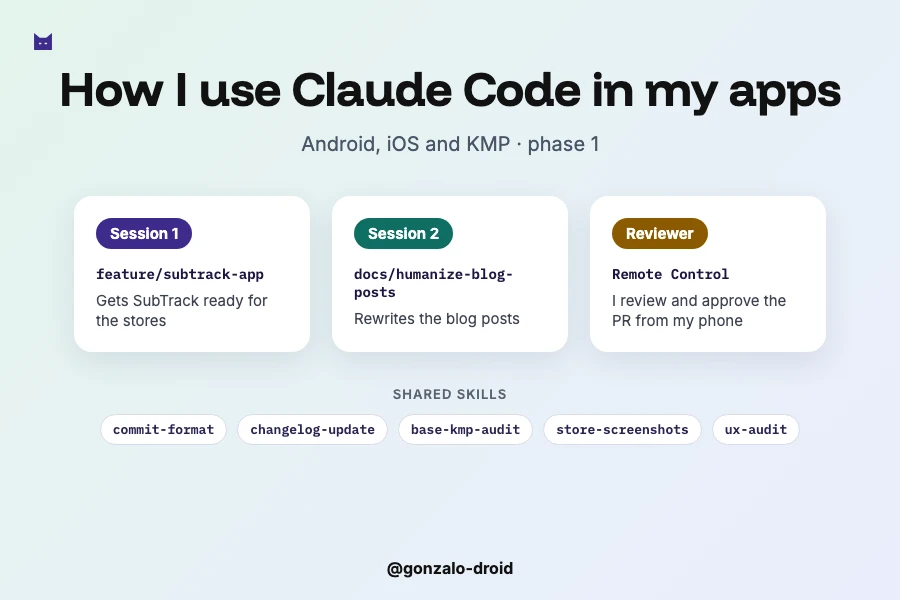 How I use Claude Code in my apps
Android, iOS and KMP · phase 1
Session 1
feature/subtrack-app
Gets SubTrack ready for
the stores
Session 2
docs/humanize-blog-
posts
Rewrites the blog posts
Reviewer
Remote Control
I review and approve the
PR from my phone
SHARED SKILLS
commit-format
changelog-update
base-kmp-audit
store-screenshots
ux-audit
@gonzalo-droid